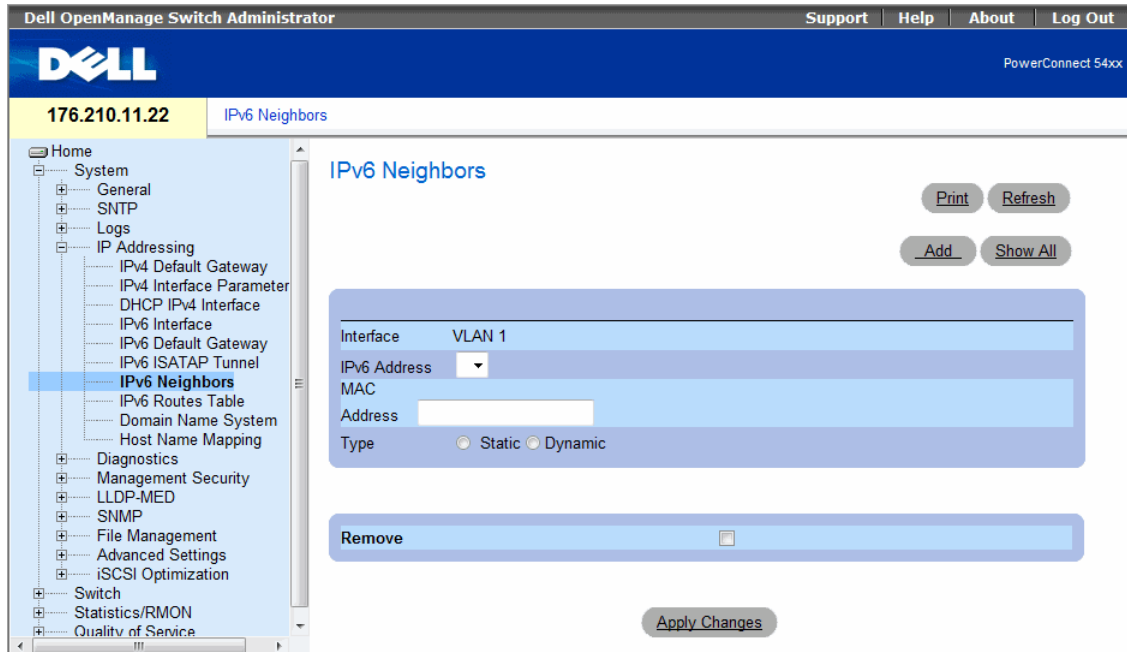 Dell OpenManage Switch Administrator
Support Help About Log Out
DELL
PowerConnect 54xx
176.210.11.22
IPv6 Neighbors
Home
System
General
SNTP
Logs
IP Addressing
IPv4 Default Gateway
IPv4 Interface Parameter
DHCP IPv4 Interface
IPv6 Interface
IPv6 Default Gateway
IPv6 ISATAP Tunnel
IPv6 Neighbors
IPv6 Routes Table
Domain Name System
Host Name Mapping
Diagnostics
Management Security
LLDP-MED
SNMP
File Management
Advanced Settings
iSCSI Optimization
Switch
Statistics/RMON
Quality of Service
IPv6 Neighbors
Print Refresh
Add Show All
Interface VLAN 1
IPv6 Address
MAC
Address
Type Static Dynamic
Remove
Apply Changes